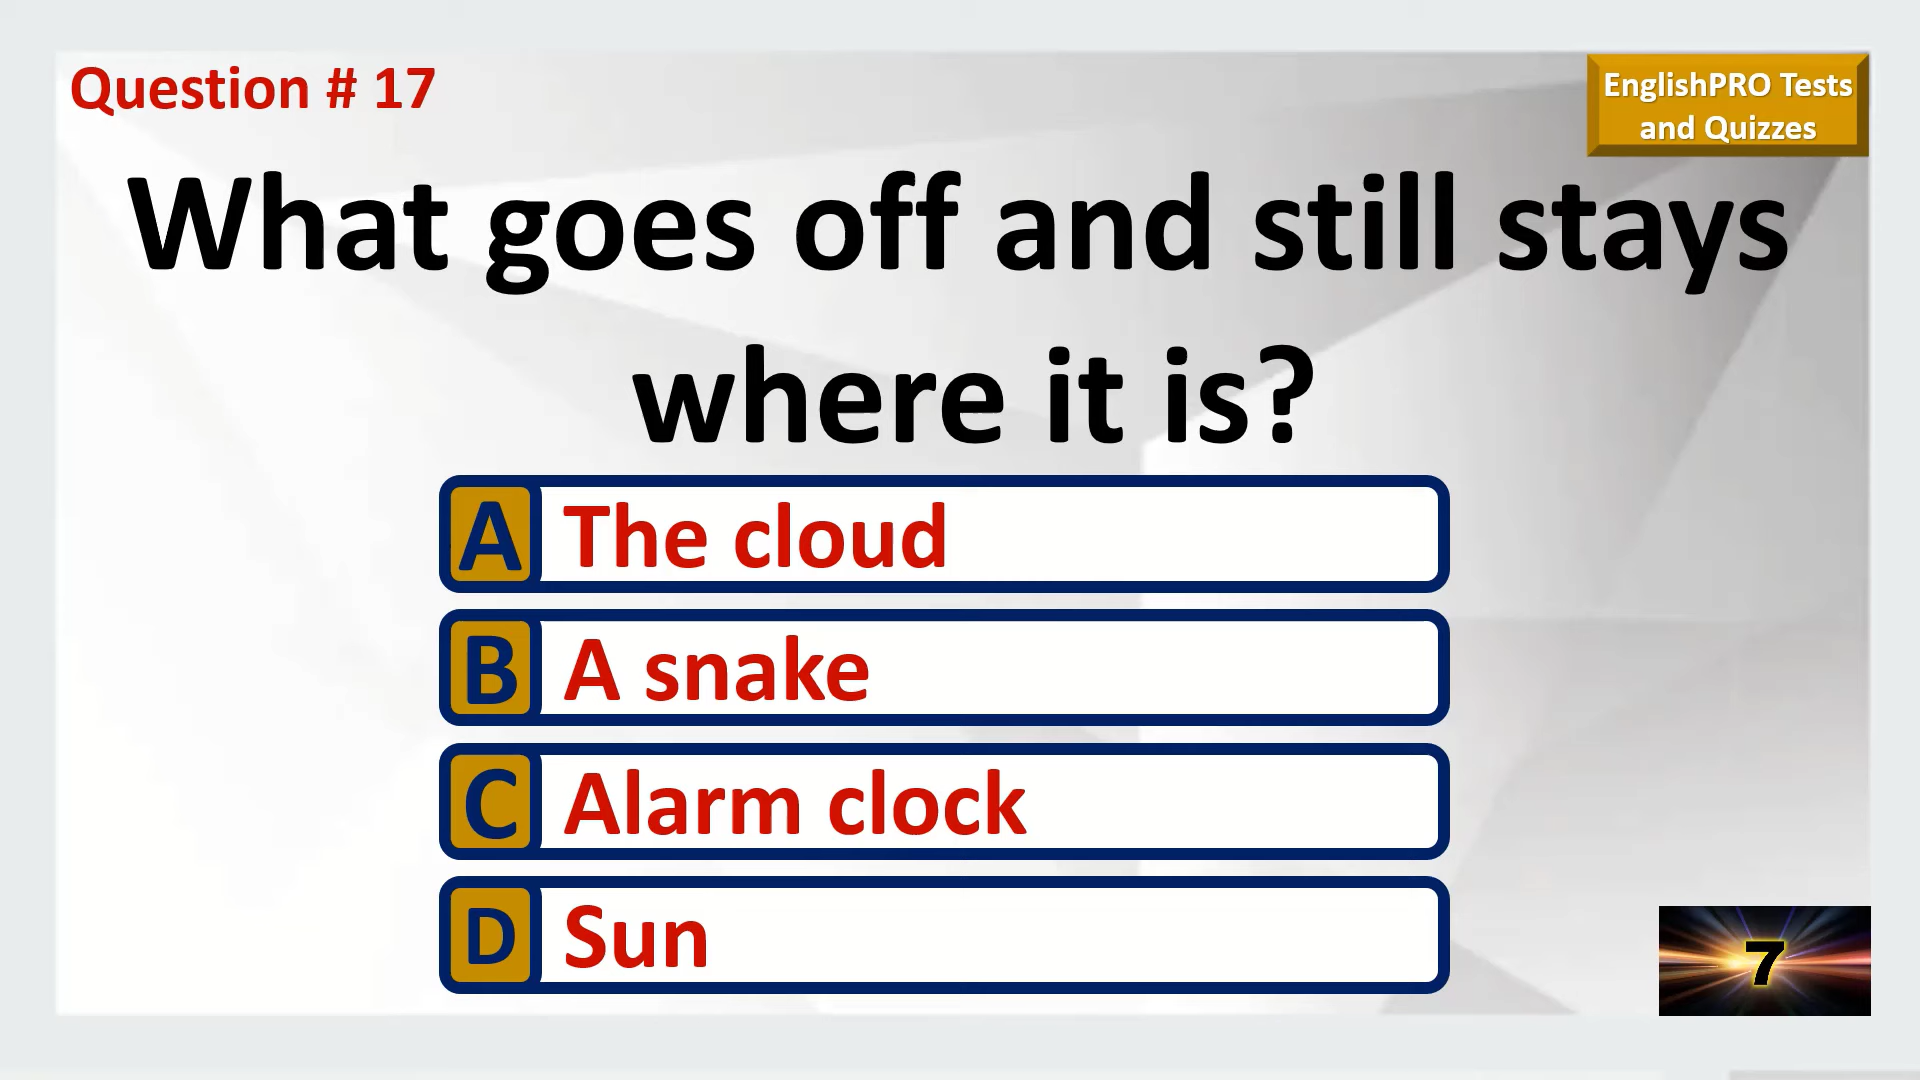 Question # 17
EnglishPRO Tests
and Quizzes
What goes off and still stays
where it is?
A The cloud
B A snake
C Alarm clock
D Sun
7